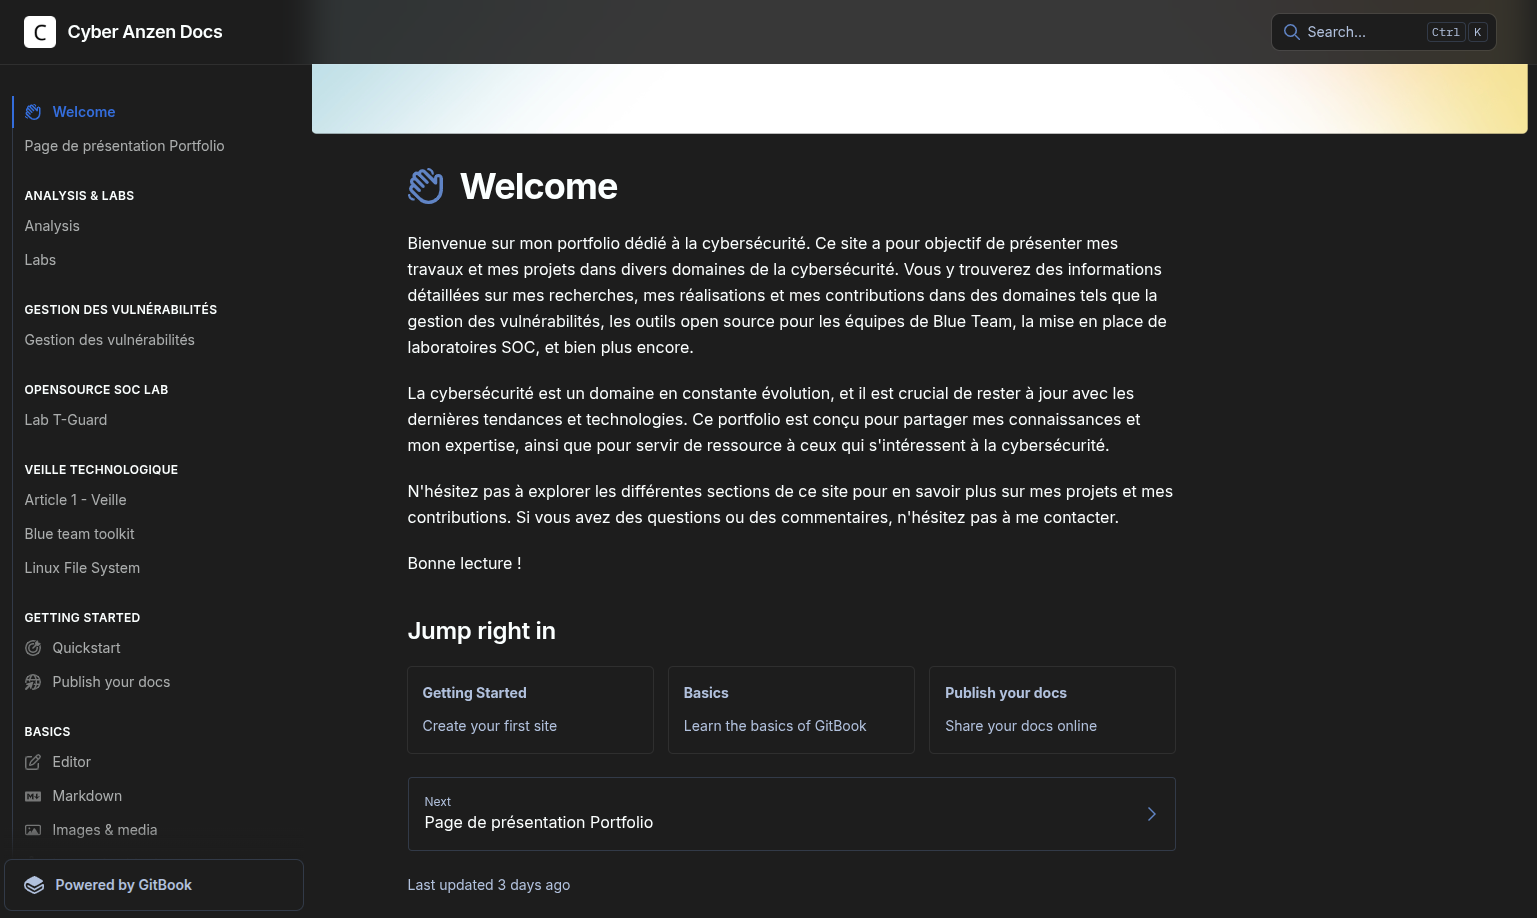 C Cyber Anzen Docs
Search...
Ctrl K
Welcome
Page de présentation Portfolio
ANALYSIS & LABS
Analysis
Labs
GESTION DES VULNÉRABILITÉS
Gestion des vulnérabilités
OPENSOURCE SOC LAB
Lab T-Guard
VEILLE TECHNOLOGIQUE
Article 1 - Veille
Blue team toolkit
Linux File System
GETTING STARTED
Quickstart
Publish your docs
BASICS
Editor
Markdown
Images & media
Powered by GitBook
Welcome
Bienvenue sur mon portfolio dédié à la cybersécurité. Ce site a pour objectif de présenter mes
travaux et mes projets dans divers domaines de la cybersécurité. Vous y trouverez des informations
détaillées sur mes recherches, mes réalisations et mes contributions dans des domaines tels que la
gestion des vulnérabilités, les outils open source pour les équipes de Blue Team, la mise en place de
laboratoires SOC, et bien plus encore.
La cybersécurité est un domaine en constante évolution, et il est crucial de rester à jour avec les
dernières tendances et technologies. Ce portfolio est conçu pour partager mes connaissances et
mon expertise, ainsi que pour servir de ressource à ceux qui s'intéressent à la cybersécurité.
N'hésitez pas à explorer les différentes sections de ce site pour en savoir plus sur mes projets et mes
contributions. Si vous avez des questions ou des commentaires, n'hésitez pas à me contacter.
Bonne lecture !
Jump right in
Getting Started
Create your first site
Basics
Learn the basics of GitBook
Publish your docs
Share your docs online
Next
Page de présentation Portfolio
Last updated 3 days ago